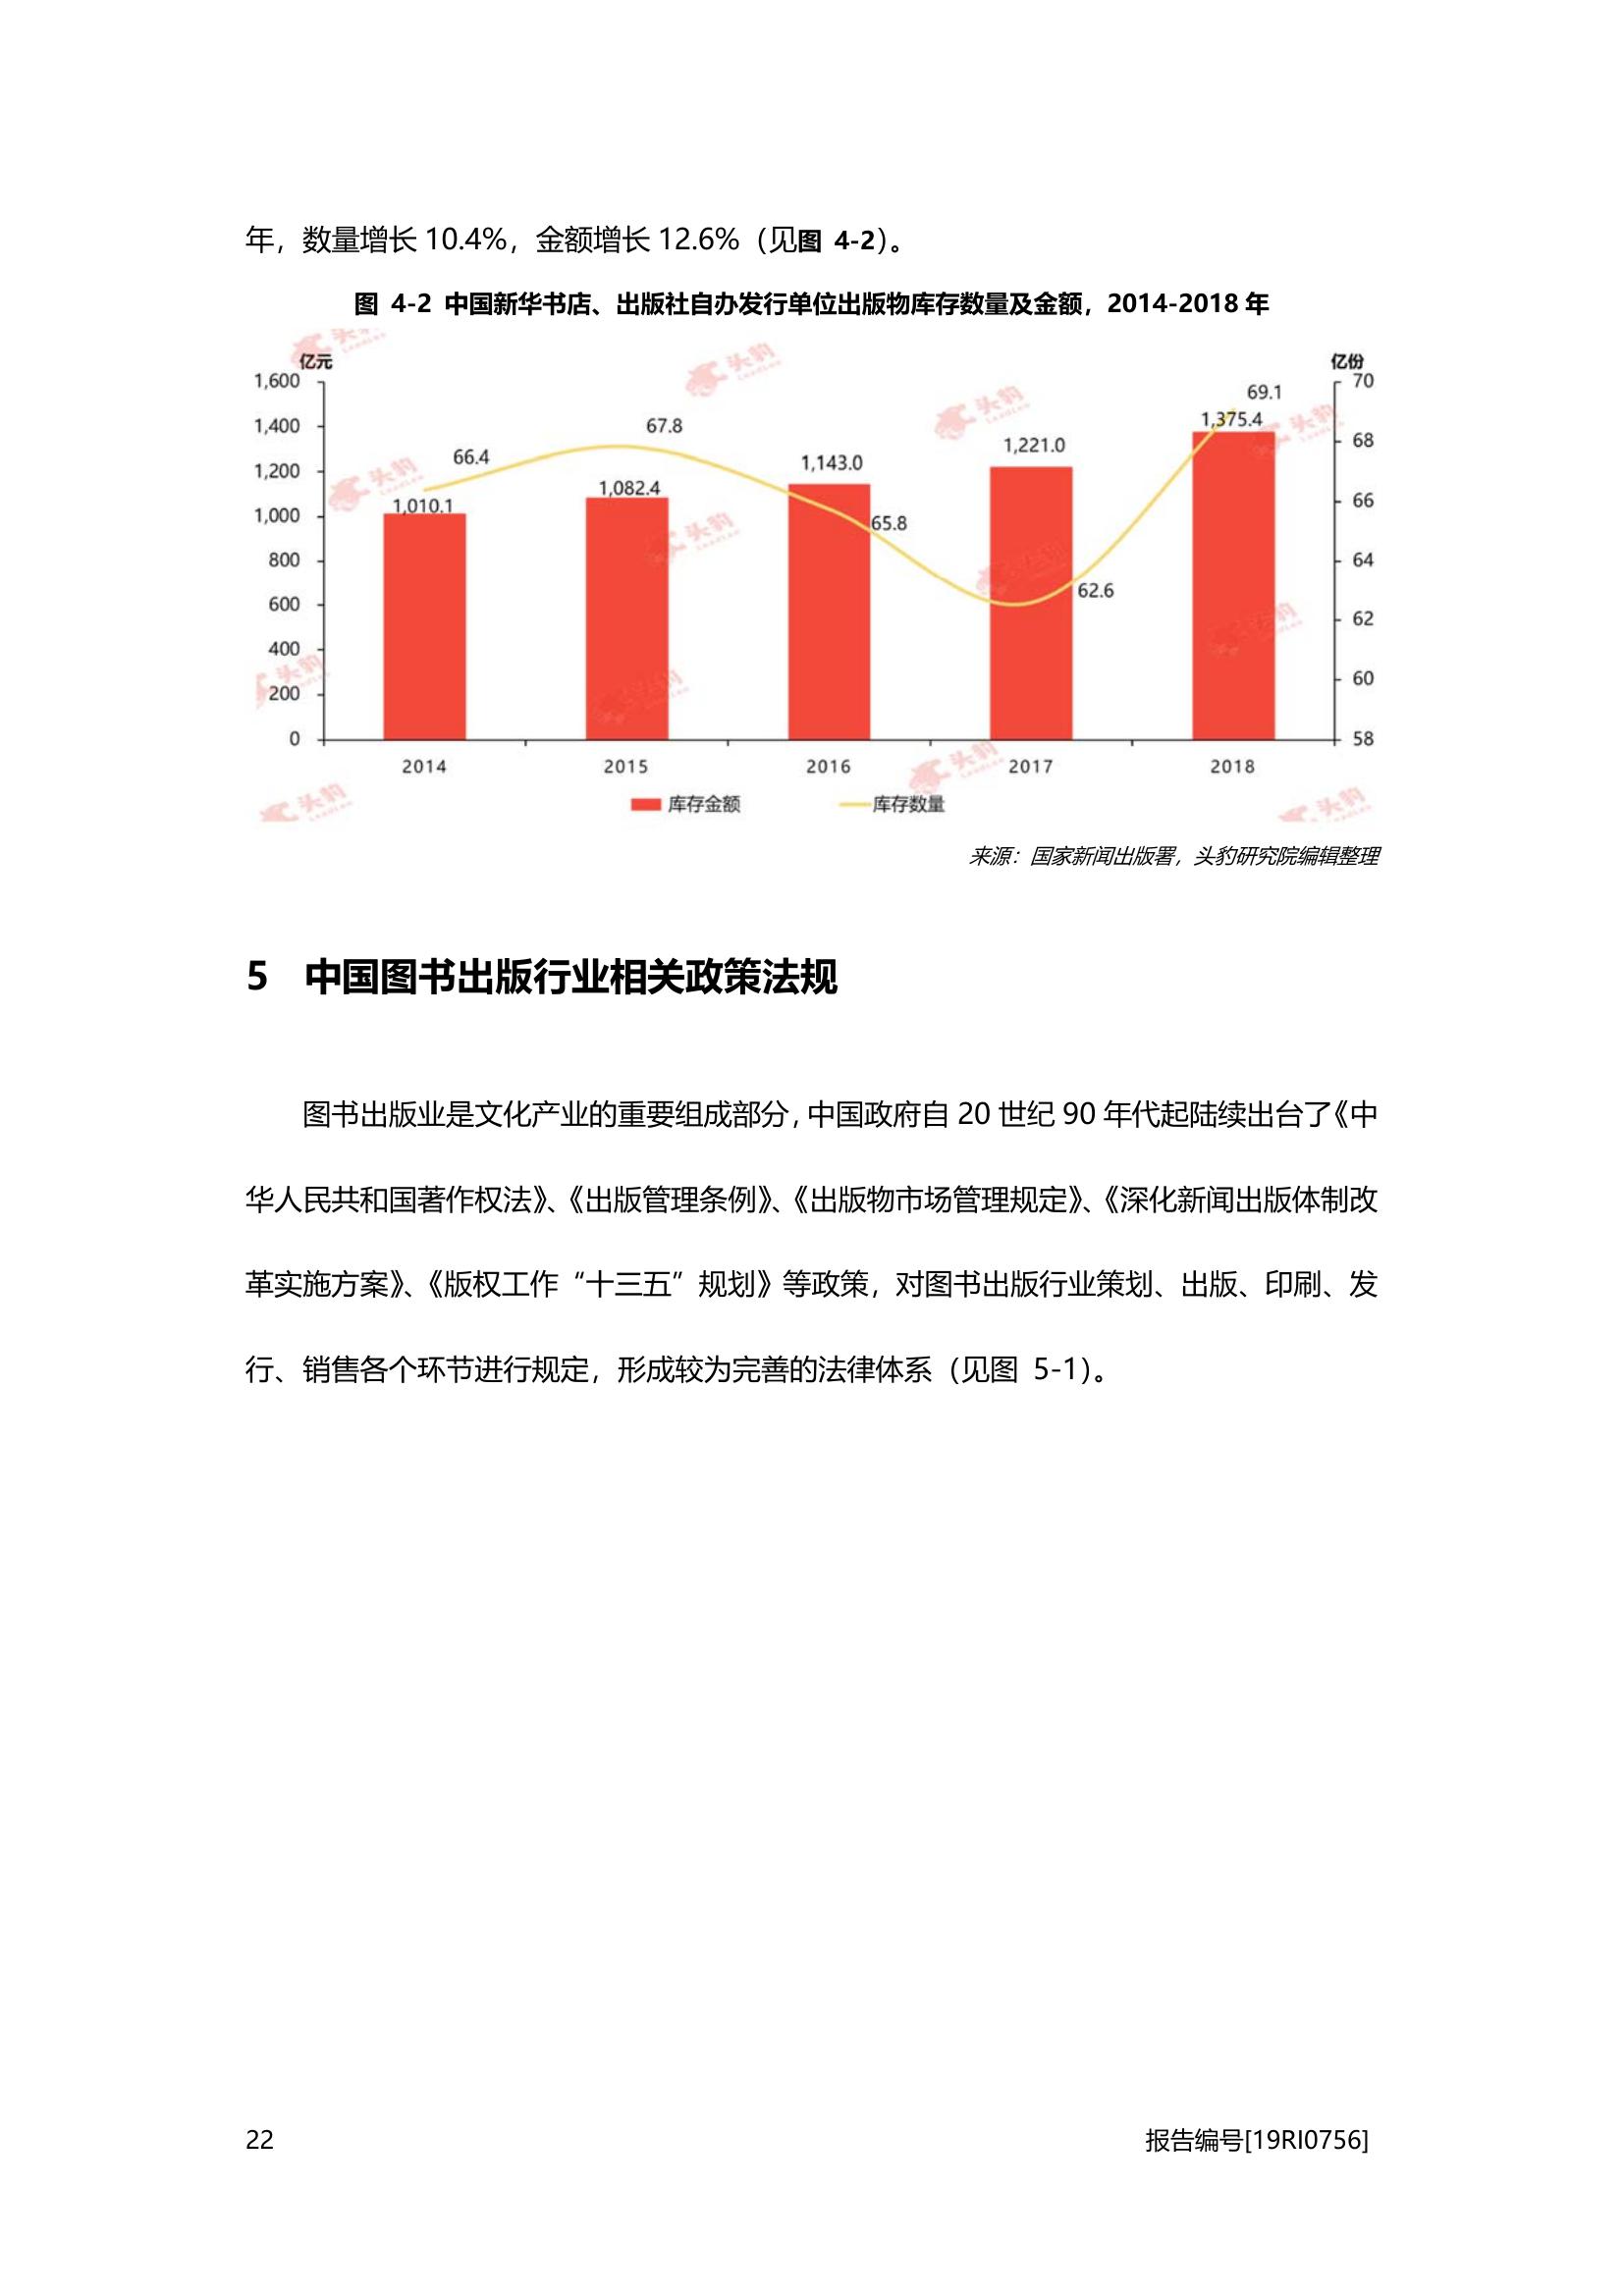 年，数量增长 10.4%，金额增长 12.6%（见图 4-2）。
图 4-2 中国新华书店、出版社自办发行单位出版物库存数量及金额，2014-2018 年
亿元
亿份
1,600
1,400
1,200
1,000
800
600
400
200
0
70
68
66
64
62
60
58
66.4
67.8
65.8
62.6
69.1
1,010.1
1,082.4
1,143.0
1,221.0
1,375.4
2014 2015 2016 2017 2018
库存金额 库存数量
头豹
LeadLeo
来源：国家新闻出版署，头豹研究院编辑整理
5 中国图书出版行业相关政策法规
图书出版业是文化产业的重要组成部分，中国政府自 20 世纪 90 年代起陆续出台了《中
华人民共和国著作权法》、《出版管理条例》、《出版物市场管理规定》、《深化新闻出版体制改
革实施方案》、《版权工作“十三五”规划》等政策，对图书出版行业策划、出版、印刷、发
行、销售各个环节进行规定，形成较为完善的法律体系（见图 5-1）。
22
报告编号[19RI0756]